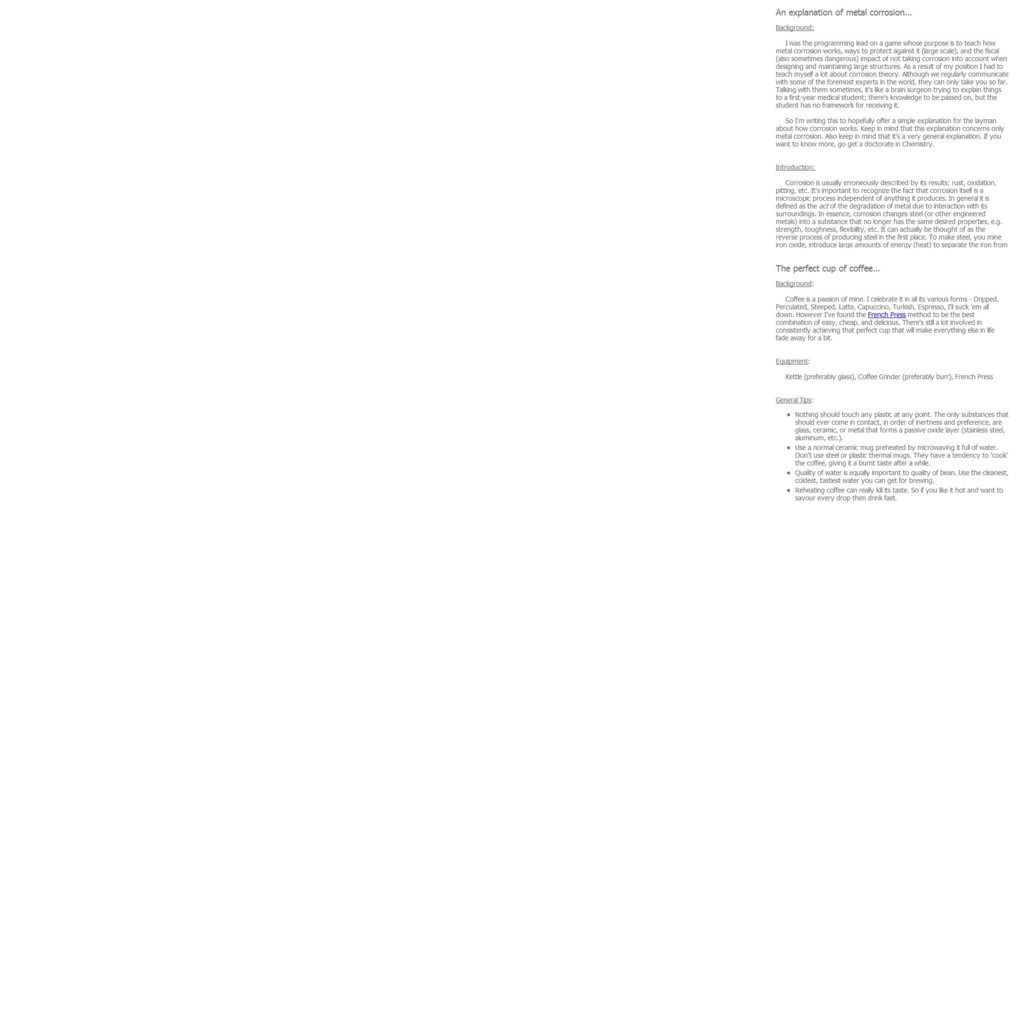 An explanation of metal corrosion...
Background:
I was the programming lead on a game whose purpose is to teach how
metal corrosion works, ways to protect against it (large scale), and the fiscal
(also sometimes dangerous) impact of not taking corrosion into account when
designing and maintaining large structures. As a result of my position I had to
teach myself a lot about corrosion theory. Although we regularly communicate
with some of the foremost experts in the world, they can only take you so far.
Talking with them sometimes, it's like a brain surgeon trying to explain things
to a first-year medical student; there's knowledge to be passed on, but the
student has no framework for receiving it.
So I'm writing this to hopefully offer a simple explanation for the layman
about how corrosion works. Keep in mind that this explanation concerns only
metal corrosion. Also keep in mind that it's a very general explanation. If you
want to know more, go get a doctorate in Chemistry.
Introduction:
Corrosion is usually erroneously described by its results; rust, oxidation,
pitting, etc. It's important to recognize the fact that corrosion itself is a
microscopic process independent of anything it produces. In general it is
defined as the act of the degradation of metal due to interaction with its
surroundings. In essence, corrosion changes steel (or other engineered
metals) into a substance that no longer has the same desired properties, e.g.
strength, toughness, flexibility, etc. It can actually be thought of as the
reverse process of producing steel in the first place. To make steel, you mine
iron oxide, introduce large amounts of energy (heat) to separate the iron from
The perfect cup of coffee...
Background:
Coffee is a passion of mine. I celebrate it in all its various forms - Dripped,
Perculated, Steeped, Latte, Capuccino, Turkish, Espresso, I'll suck 'em all
down. However I've found the French Press method to be the best
combination of easy, cheap, and delicious. There's still a lot involved in
consistently achieving that perfect cup that will make everything else in life
fade away for a bit.
Equipment:
Kettle (preferably glass), Coffee Grinder (preferably burr), French Press
General Tips:
• Nothing should touch any plastic at any point. The only substances that
should ever come in contact, in order of inertness and preference, are
glass, ceramic, or metal that forms a passive oxide layer (stainless steel,
aluminum, etc.).
• Use a normal ceramic mug preheated by microwaving it full of water.
Don't use steel or plastic thermal mugs. They have a tendency to 'cook'
the coffee, giving it a burnt taste after a while.
• Quality of water is equally important to quality of bean. Use the cleanest,
coldest, tastiest water you can get for brewing.
• Reheating coffee can really kill its taste. So if you like it hot and want to
savour every drop then drink fast.